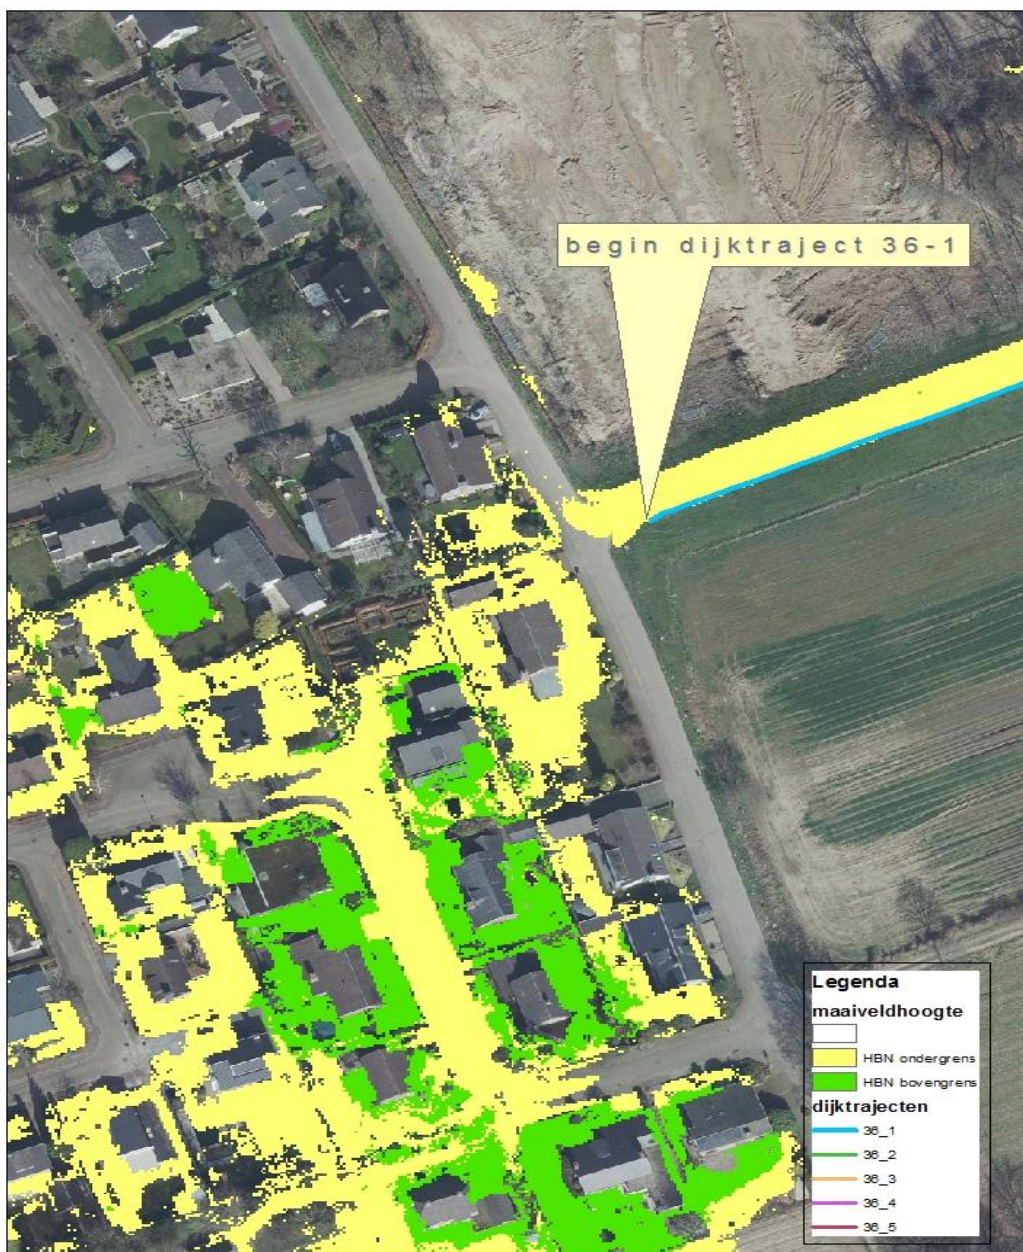 begin dijktraject 36-1
Legenda
maaiveldhoogte
HBN ondergrens
HBN bovengrens
dijktrajecten
36_1
36_2
36_3
36_4
36_5